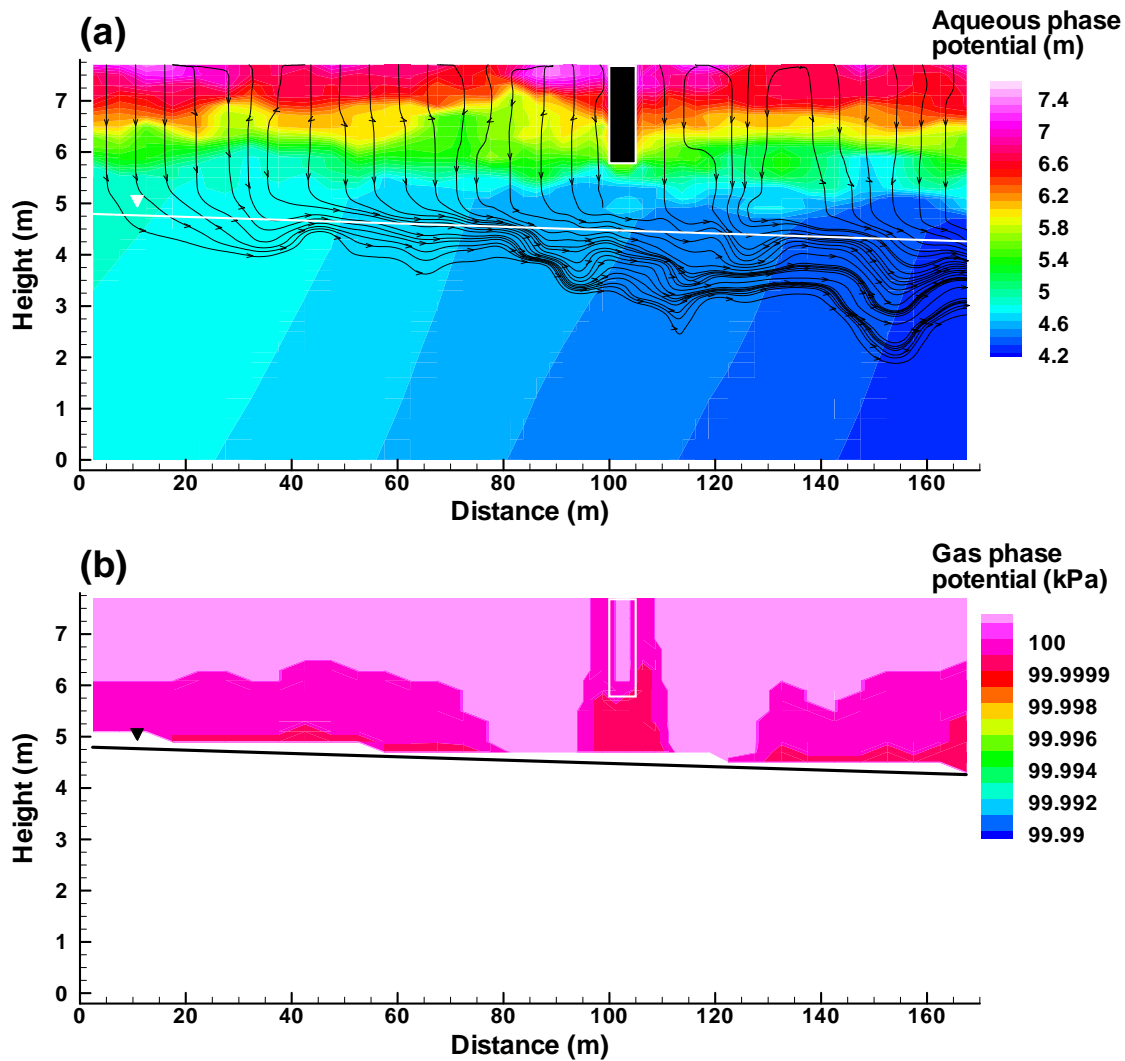 (a)
Aqueous phase
potential (m)
7.4
7
6.6
6.2
5.8
5.4
5
4.6
4.2
Height (m)
7
6
5
4
3
2
1
0
0 20 40 60 80 100 120 140 160
Distance (m)
(b)
Gas phase
potential (kPa)
100
99.9999
99.998
99.996
99.994
99.992
99.99
Height (m)
7
6
5
4
3
2
1
0
0 20 40 60 80 100 120 140 160
Distance (m)